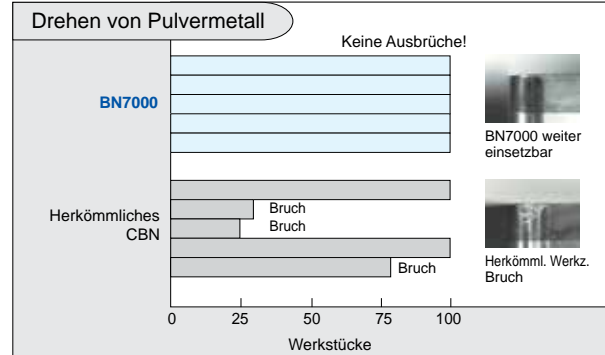 Drehen von Pulvermetall
Keine Ausbrüche!
BN7000
BN7000 weiter
einsetzbar
Herkömmliches
CBN
Bruch
Bruch
Bruch
Herkömml. Werkz.
Bruch
0 25 50 75 100
Werkstücke